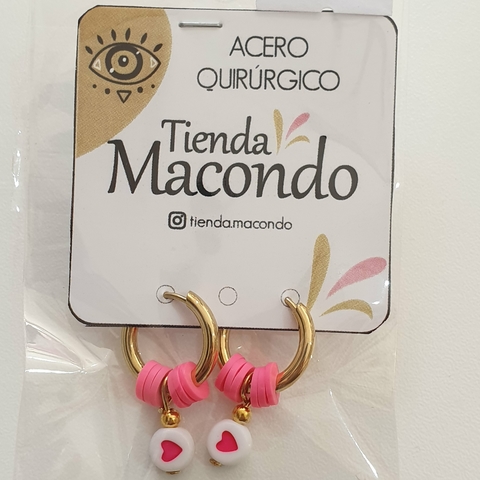 ACERO
QUIRÚRGICO
Tienda
Macondo
tienda.macondo